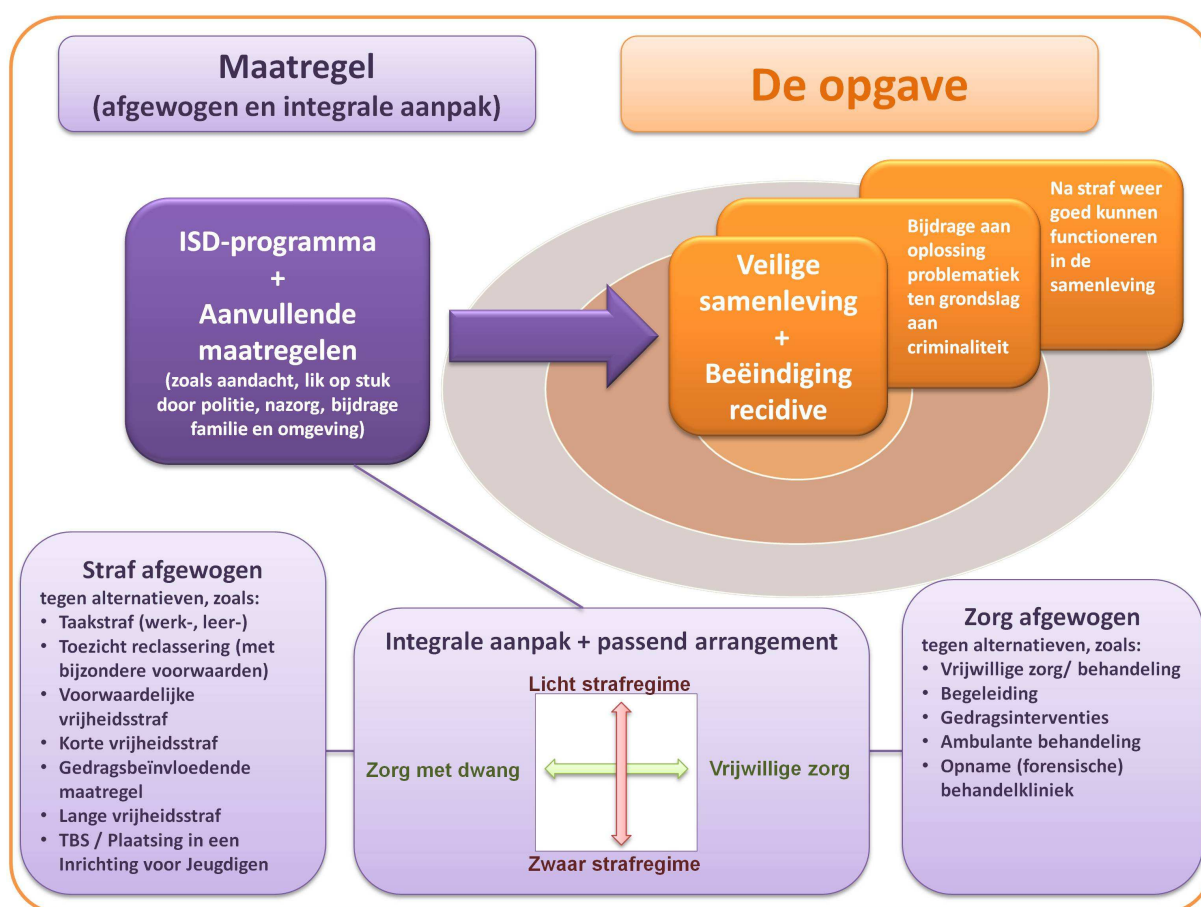 Maatregel
(afgewogen en integrale aanpak)
De opgave
ISD-programma
+
Aanvullende
maatregelen
(zoals aandacht, lik op stuk
door politie, nazorg, bijdrage
familie en omgeving)
Veilige
samenleving
+
Beëindiging
recidive
Bijdrage aan
oplossing
problematiek
ten grondslag
aan
criminaliteit
Na straf weer
goed kunnen
functioneren
in de
samenleving
Straf afgewogen
tegen alternatieven, zoals:
• Taakstraf (werk-, leer-)
• Toezicht reclassering (met
bijzondere voorwaarden)
• Voorwaardelijke
vrijheidsstraf
• Korte vrijheidsstraf
• Gedragsbeïnvloedende
maatregel
• Lange vrijheidsstraf
• TBS / Plaatsing in een
Inrichting voor Jeugdigen
Integrale aanpak + passend arrangement
Licht strafregime
Zorg met dwang
Vrijwillige zorg
Zwaar strafregime
Zorg afgewogen
tegen alternatieven, zoals:
• Vrijwillige zorg/ behandeling
• Begeleiding
• Gedragsinterventies
• Ambulante behandeling
• Opname (forensische)
behandelkliniek